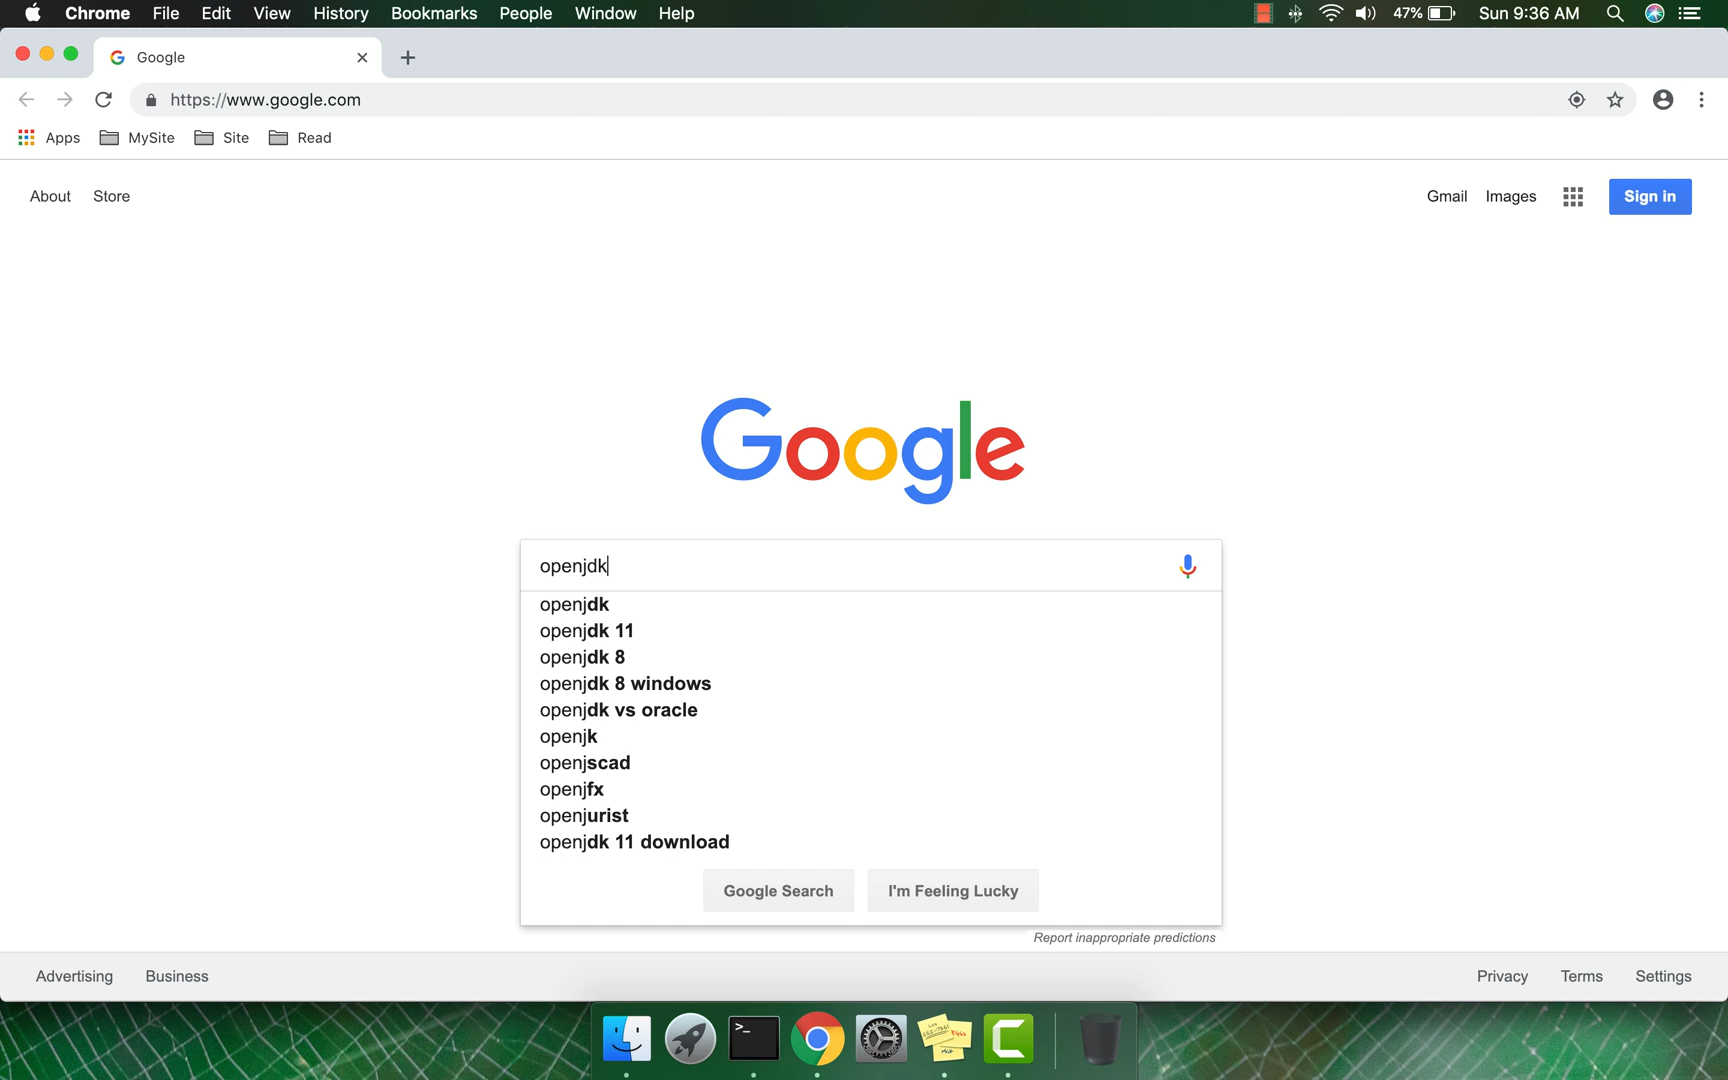 Chrome File Edit View History Bookmarks People Window Help 47% Sun 9:36 AM
Google
https://www.google.com
Apps MySite Site Read
About Store Gmail Images Sign in
Google
openjdk
openjdk
openjdk 11
openjdk 8
openjdk 8 windows
openjdk vs oracle
openjk
openjscad
openjfx
openjurist
openjdk 11 download
Google Search I'm Feeling Lucky
Report inappropriate predictions
Advertising Business Privacy Terms Settings